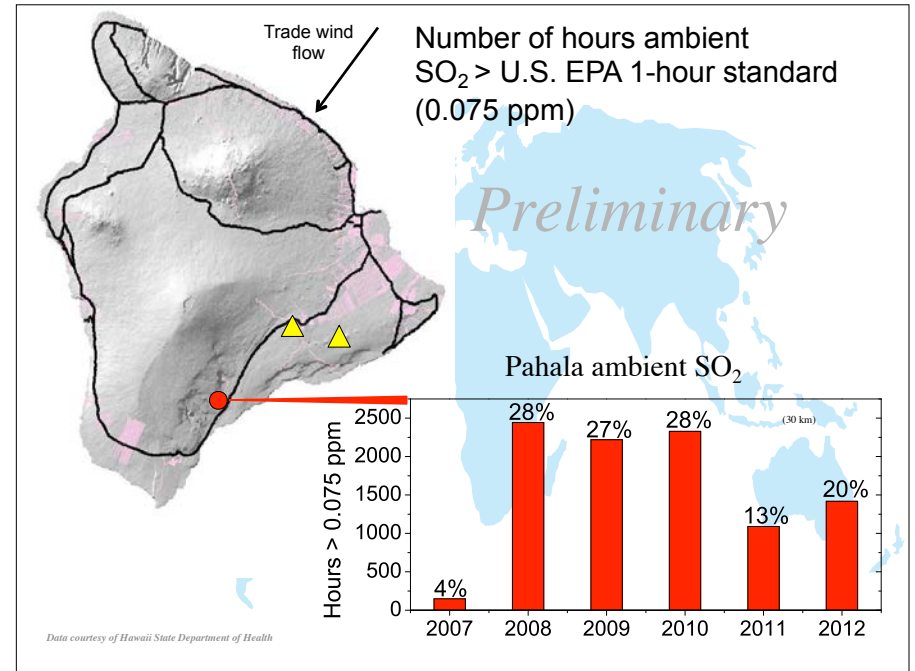 Trade wind
flow
Number of hours ambient
SO₂ > U.S. EPA 1-hour standard
(0.075 ppm)
Preliminary
Pahala ambient SO₂
(30 km)
Hours > 0.075 ppm
2500
2000
1500
1000
500
0
4%
28%
27%
28%
13%
20%
2007 2008 2009 2010 2011 2012
Data courtesy of Hawaii State Department of Health